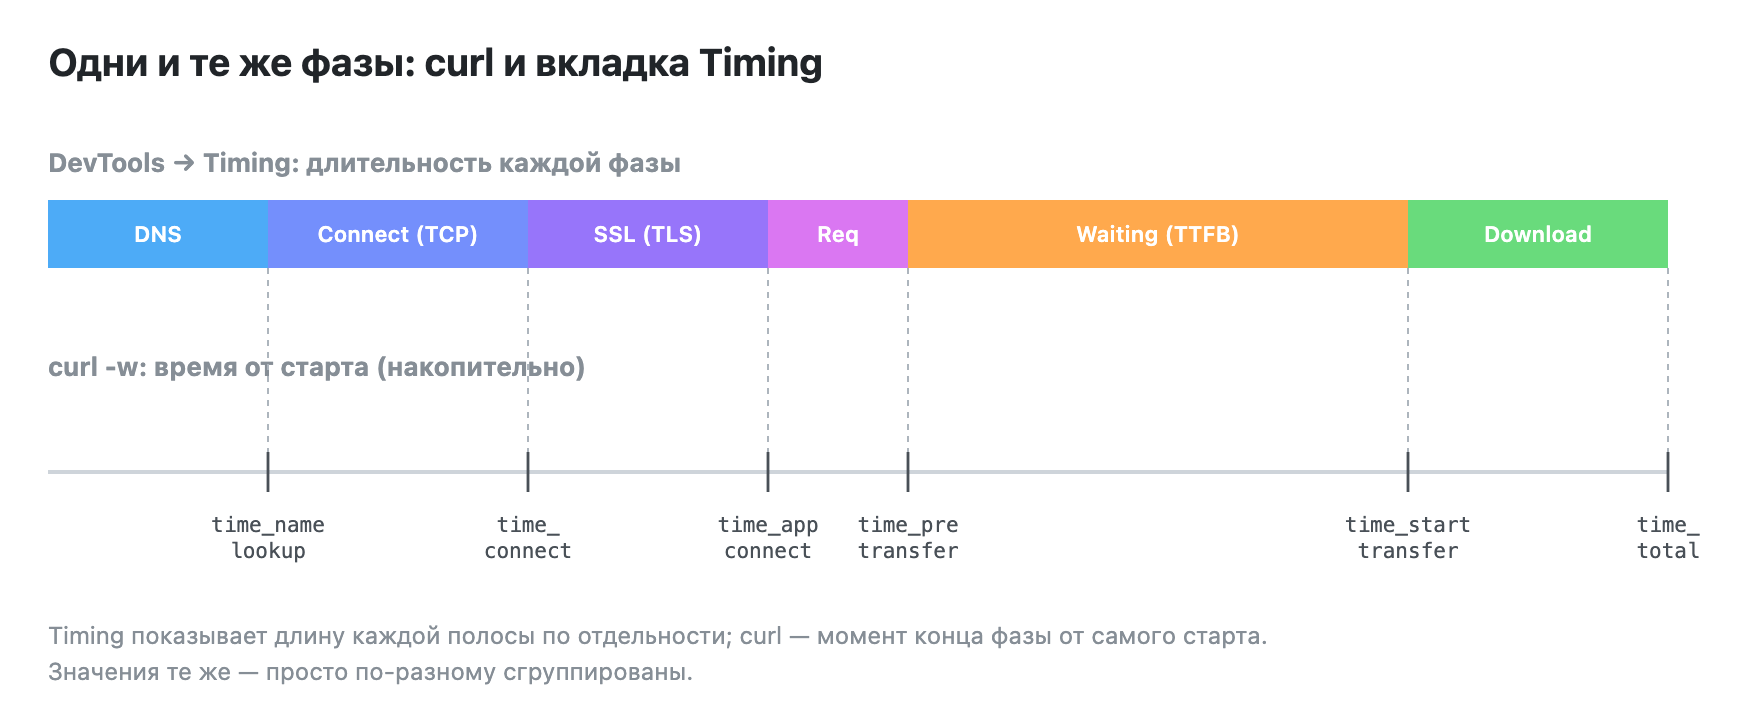 Одни и те же фазы: curl и вкладка Timing
DevTools → Timing: длительность каждой фазы
DNS
Connect (TCP)
SSL (TLS)
Req
Waiting (TTFB)
Download
curl -w: время от старта (накопительно)
time_name
lookup
time_
connect
time_app
connect
time_pre
transfer
time_start
transfer
time_
total
Timing показывает длину каждой полосы по отдельности; curl — момент конца фазы от самого старта.
Значения те же — просто по-разному сгруппированы.